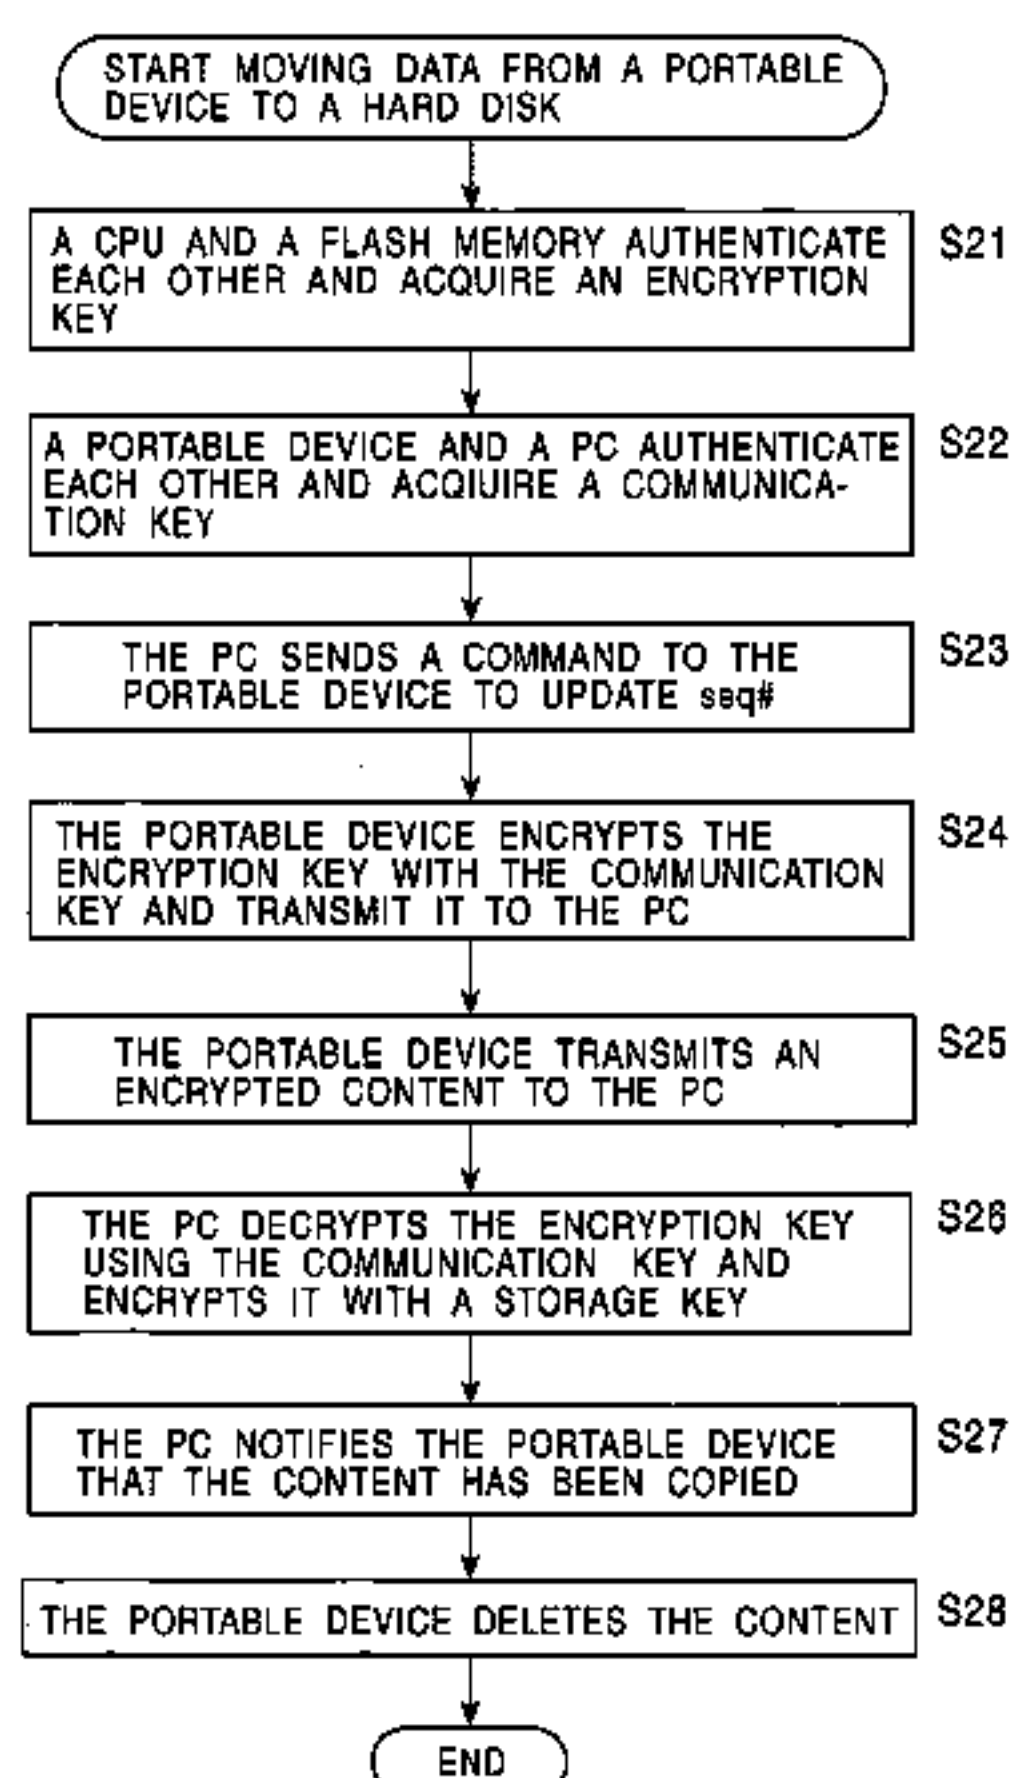 START MOVING DATA FROM A PORTABLE
DEVICE TO A HARD DISK
A CPU AND A FLASH MEMORY AUTHENTICATE
EACH OTHER AND ACQUIRE AN ENCRYPTION
KEY
S21
A PORTABLE DEVICE AND A PC AUTHENTICATE
EACH OTHER AND ACQIUIRE A COMMUNICA-
TION KEY
S22
THE PC SENDS A COMMAND TO THE
PORTABLE DEVICE TO UPDATE seq#
S23
THE PORTABLE DEVICE ENCRYPTS THE
ENCRYPTION KEY WITH THE COMMUNICATION
KEY AND TRANSMIT IT TO THE PC
S24
THE PORTABLE DEVICE TRANSMITS AN
ENCRYPTED CONTENT TO THE PC
S25
THE PC DECRYPTS THE ENCRYPTION KEY
USING THE COMMUNICATION KEY AND
ENCRYPTS IT WITH A STORAGE KEY
S26
THE PC NOTIFIES THE PORTABLE DEVICE
THAT THE CONTENT HAS BEEN COPIED
S27
THE PORTABLE DEVICE DELETES THE CONTENT
S28
END